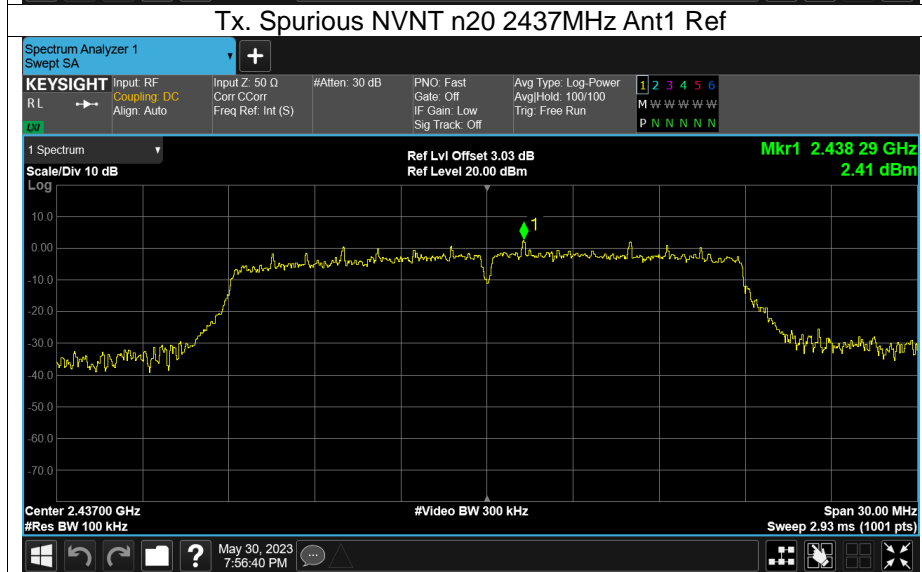 Tx. Spurious NVNT n20 2437MHz Ant1 Ref
Spectrum Analyzer 1
Swept SA
+
KEYSIGHT
R L
LXI
Input: RF
Coupling: DC
Align: Auto
Input Z: 50 Ω
Corr CCorr
Freq Ref: Int (S)
#Atten: 30 dB
PNO: Fast
Gate: Off
IF Gain: Low
Sig Track: Off
Avg Type: Log-Power
Avg|Hold: 100/100
Trig: Free Run
1 2 3 4 5 6
M W W W W W
P N N N N N
1 Spectrum
Scale/Div 10 dB
Log
Ref Lvl Offset 3.03 dB
Ref Level 20.00 dBm
Mkr1 2.438 29 GHz
2.41 dBm
10.0
0.00
-10.0
-20.0
-30.0
-40.0
-50.0
-60.0
-70.0
1
Center 2.43700 GHz
#Res BW 100 kHz
#Video BW 300 kHz
Span 30.00 MHz
Sweep 2.93 ms (1001 pts)
?
May 30, 2023
7:56:40 PM